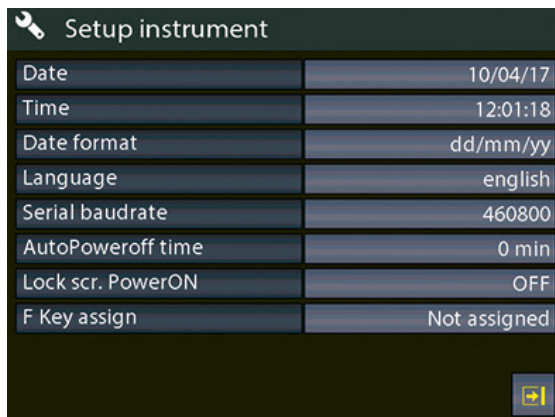 Setup instrument
Date 10/04/17
Time 12:01:18
Date format dd/mm/yy
Language english
Serial baudrate 460800
AutoPoweroff time 0 min
Lock scr. PowerON OFF
F Key assign Not assigned